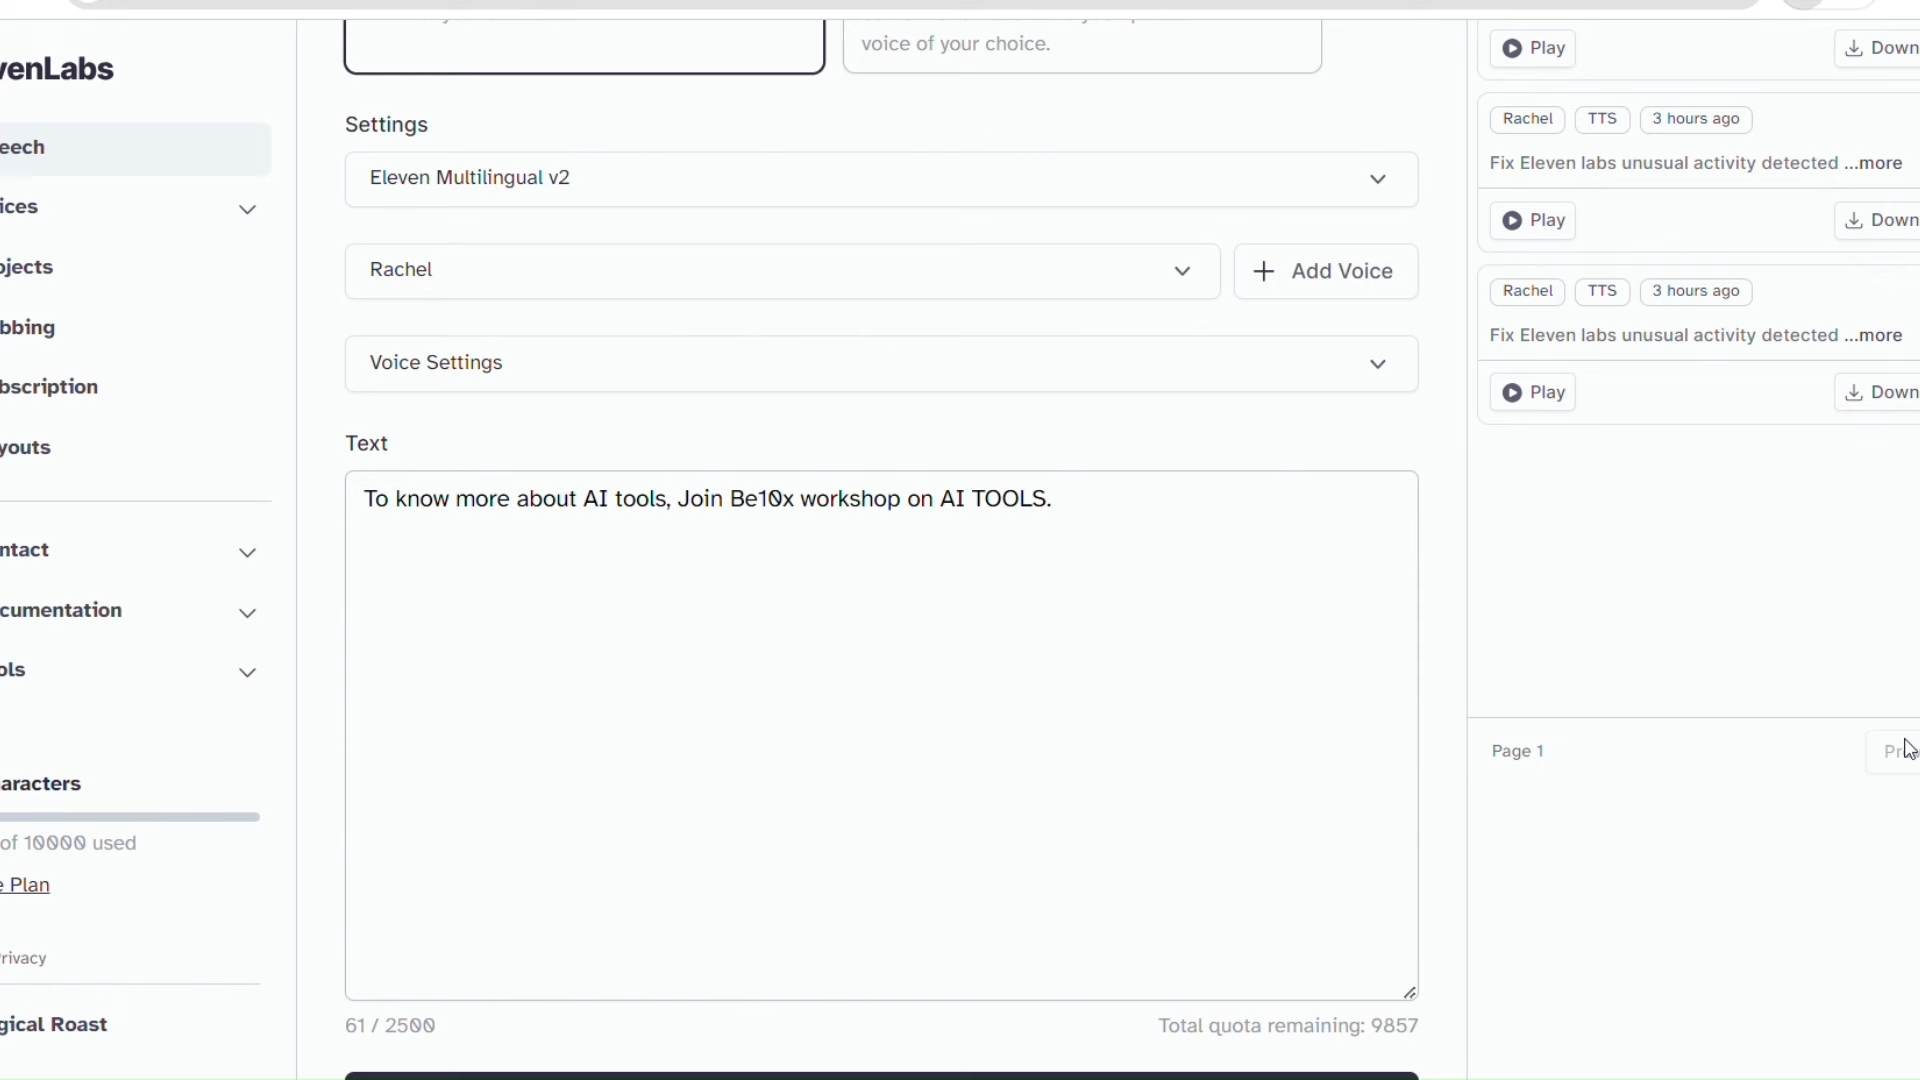 venLabs
eech
ices
ojects
bbing
bscription
youts
ntact
cumentation
ols
aracters
of 10000 used
e Plan
rivacy
gical Roast
voice of your choice.
Settings
Eleven Multilingual v2
Rachel
Add Voice
Voice Settings
Text
To know more about AI tools, Join Be10x workshop on AI TOOLS.
61 / 2500
Total quota remaining: 9857
Play Down
Rachel TTS 3 hours ago
Fix Eleven labs unusual activity detected ...more
Play Down
Rachel TTS 3 hours ago
Fix Eleven labs unusual activity detected ...more
Play Down
Page 1
Pr